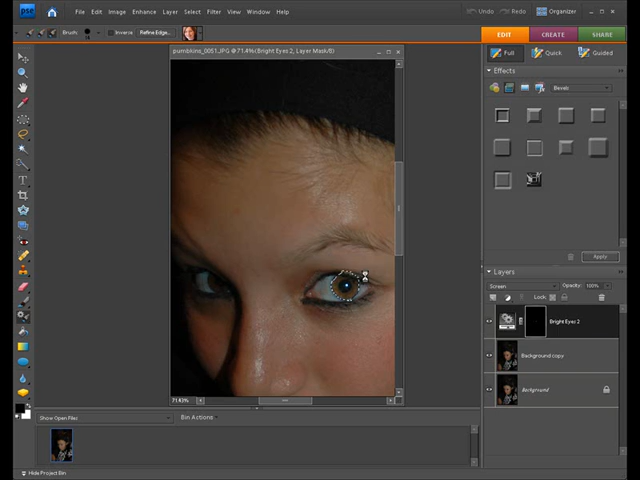 pse File Edit Image Enhance Layer Select Filter View Window Help Undo Redo Organizer
Brush: Inverse Refine Edge... EDIT CREATE SHARE
pumbkins_0051.JPG @ 71.4% (Bright Eyes 2, Layer Mask/8) Full Quick Guided
Effects
Bevels
Apply
Layers
Screen Opacity: 100%
Lock:
Bright Eyes 2
Background copy
Background
71.43%
Show Open Files Bin Actions
Hide Project Bin